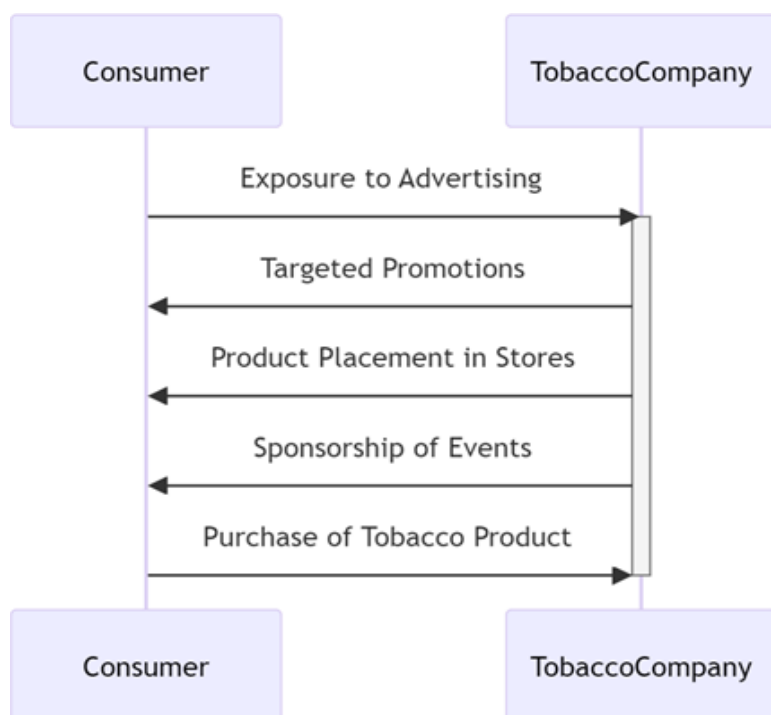 Consumer
TobaccoCompany
Exposure to Advertising
Targeted Promotions
Product Placement in Stores
Sponsorship of Events
Purchase of Tobacco Product
Consumer
TobaccoCompany